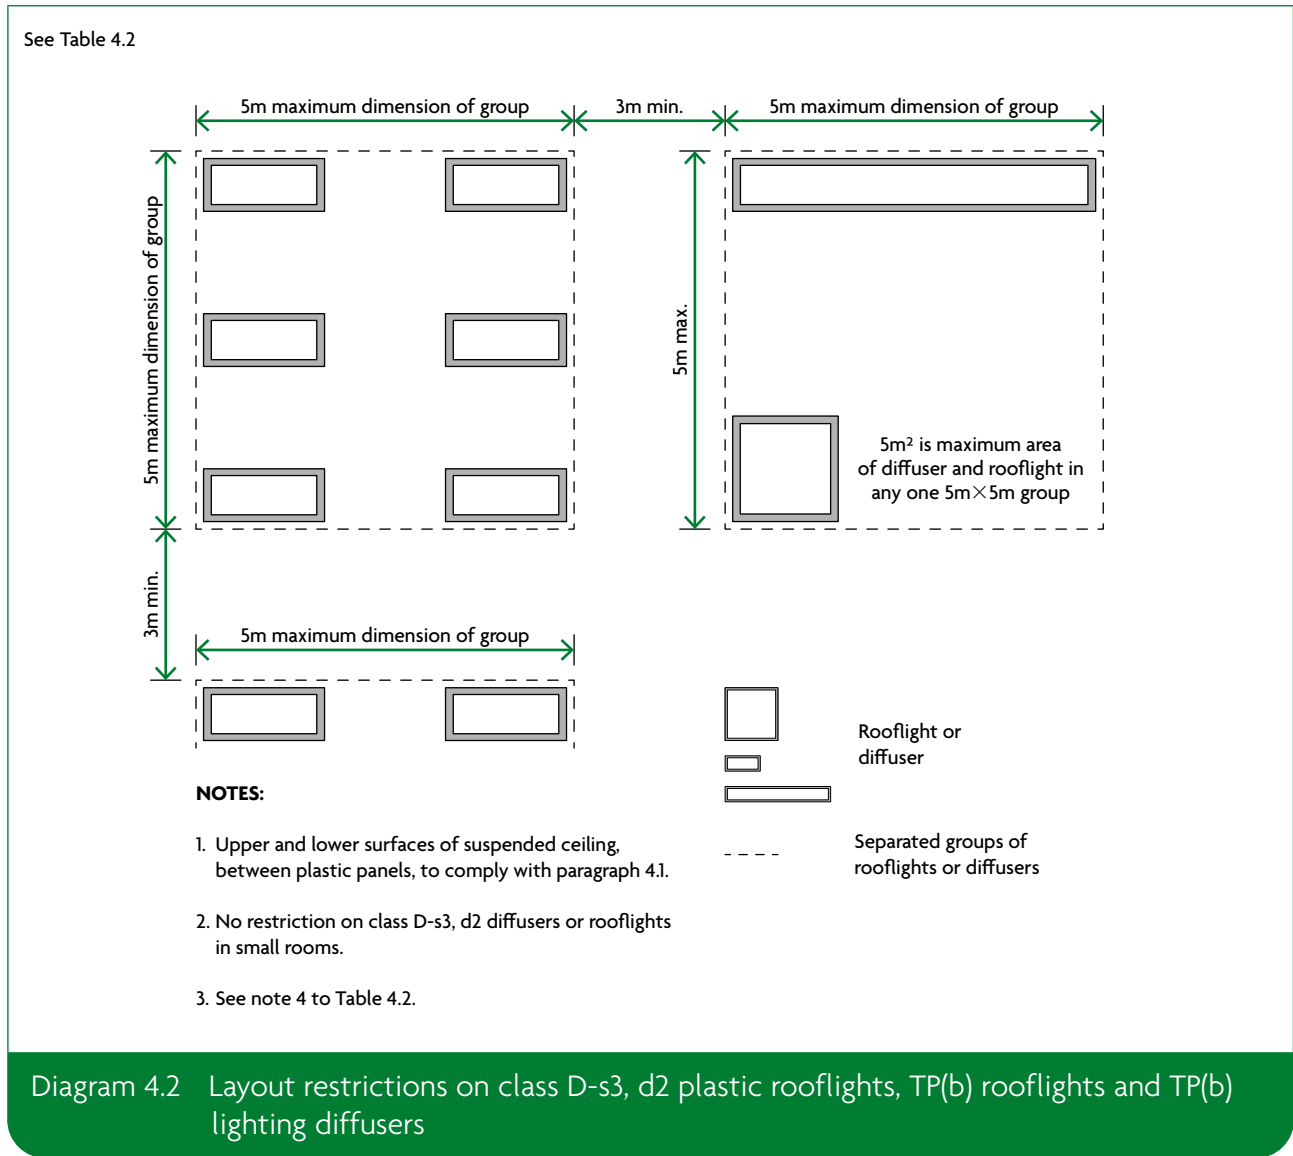 See Table 4.2
5m maximum dimension of group
3m min.
5m maximum dimension of group
5m maximum dimension of group
5m max.
5m² is maximum area
of diffuser and rooflight in
any one 5m×5m group
3m min.
5m maximum dimension of group
Rooflight or
diffuser
Separated groups of
rooflights or diffusers
NOTES:
1. Upper and lower surfaces of suspended ceiling,
between plastic panels, to comply with paragraph 4.1.
2. No restriction on class D-s3, d2 diffusers or rooflights
in small rooms.
3. See note 4 to Table 4.2.
Diagram 4.2 Layout restrictions on class D-s3, d2 plastic rooflights, TP(b) rooflights and TP(b)
lighting diffusers